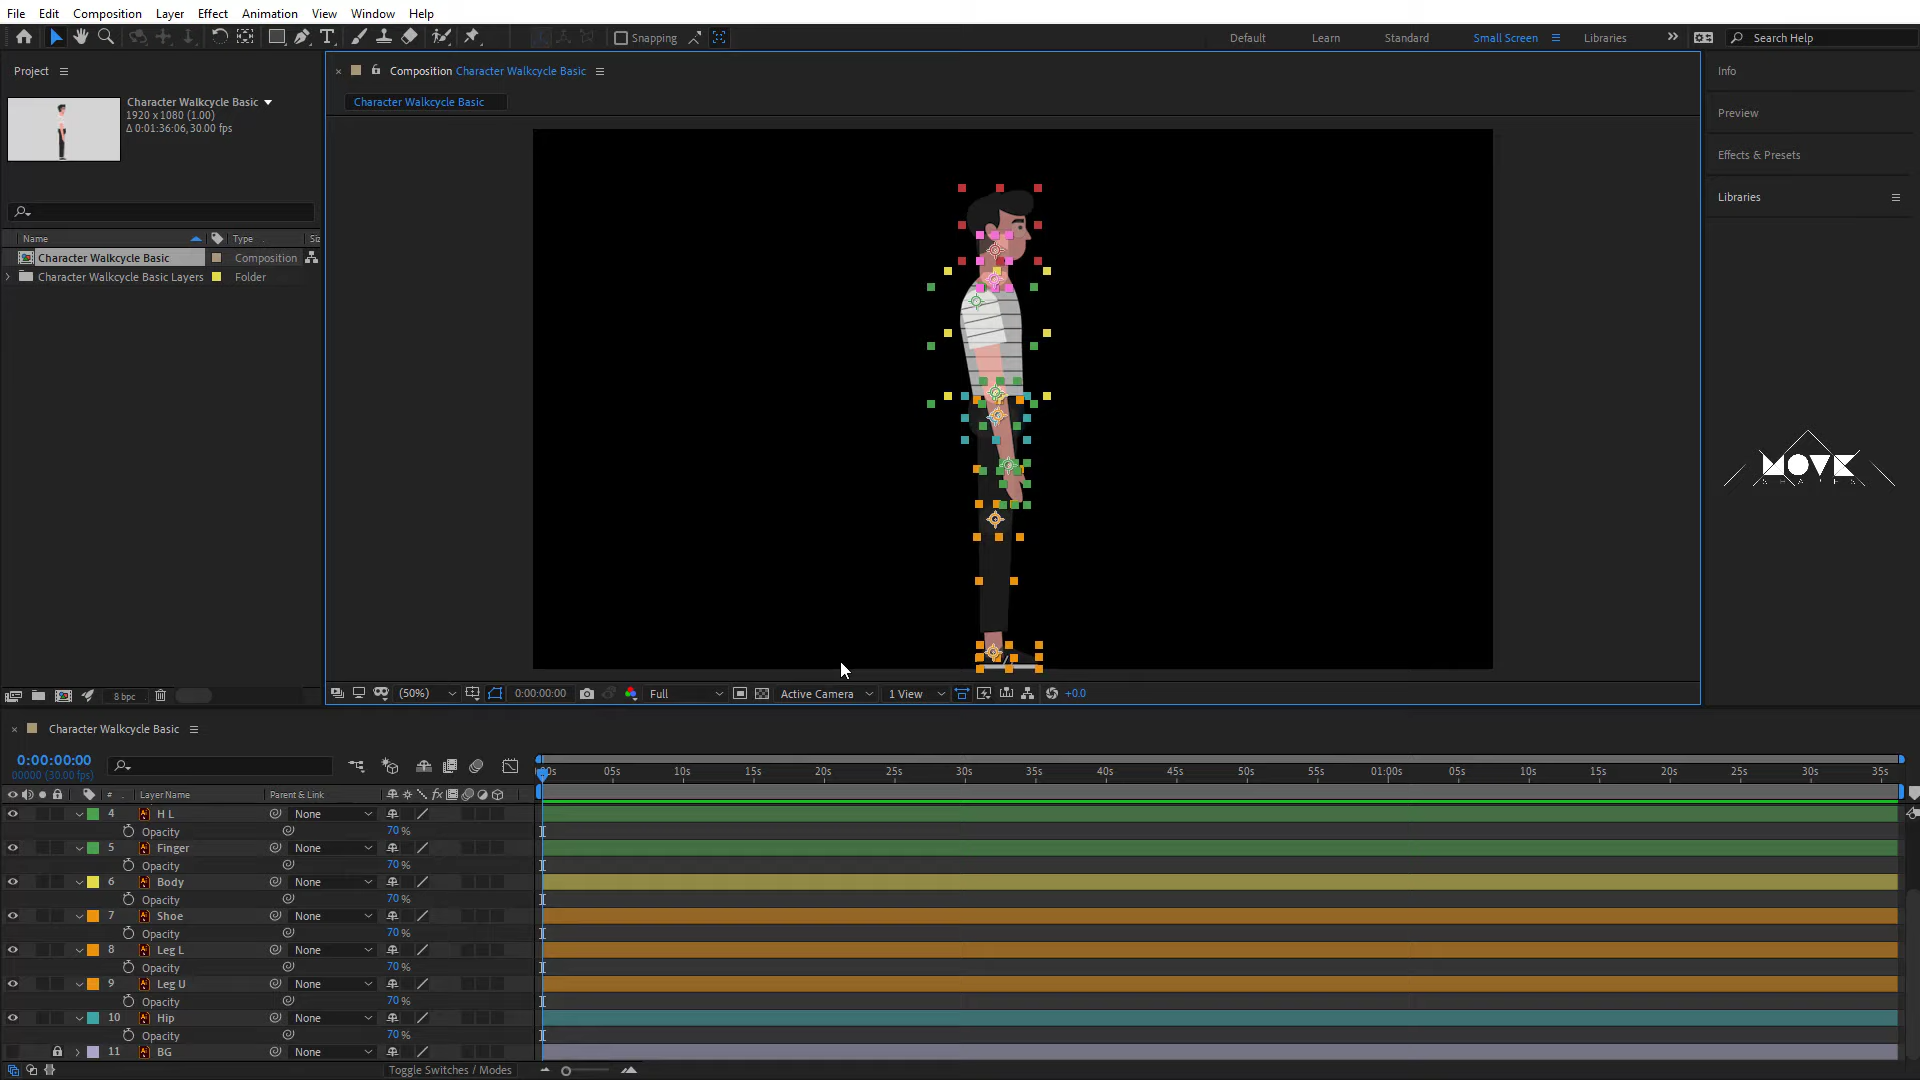 File Edit Composition Layer Effect Animation View Window Help
Snapping Default Learn Standard Small Screen Libraries Search Help
Project
Character Walkcycle Basic
1920 x 1080 (1.00)
Δ 0:01:36:06, 30.00 fps
Name Type
Character Walkcycle Basic Composition
Character Walkcycle Basic Layers Folder
8 bpc
Composition Character Walkcycle Basic
Character Walkcycle Basic
(50%) 0:00:00:00 Full Active Camera 1 View +0.0
Info
Preview
Effects & Presets
Libraries
MOVE
Character Walkcycle Basic
0:00:00:00
00000 (30.00 fps)
05s 10s 15s 20s 25s 30s 35s 40s 45s 50s 55s 01:00s 05s 10s 15s 20s 25s 30s 35s
# Layer Name Parent & Link
4 H L None
Opacity 70 %
5 Finger None
Opacity 70 %
6 Body None
Opacity 70 %
7 Shoe None
Opacity 70 %
8 Leg L None
Opacity 70 %
9 Leg U None
Opacity 70 %
10 Hip None
Opacity 70 %
11 BG None
Toggle Switches / Modes